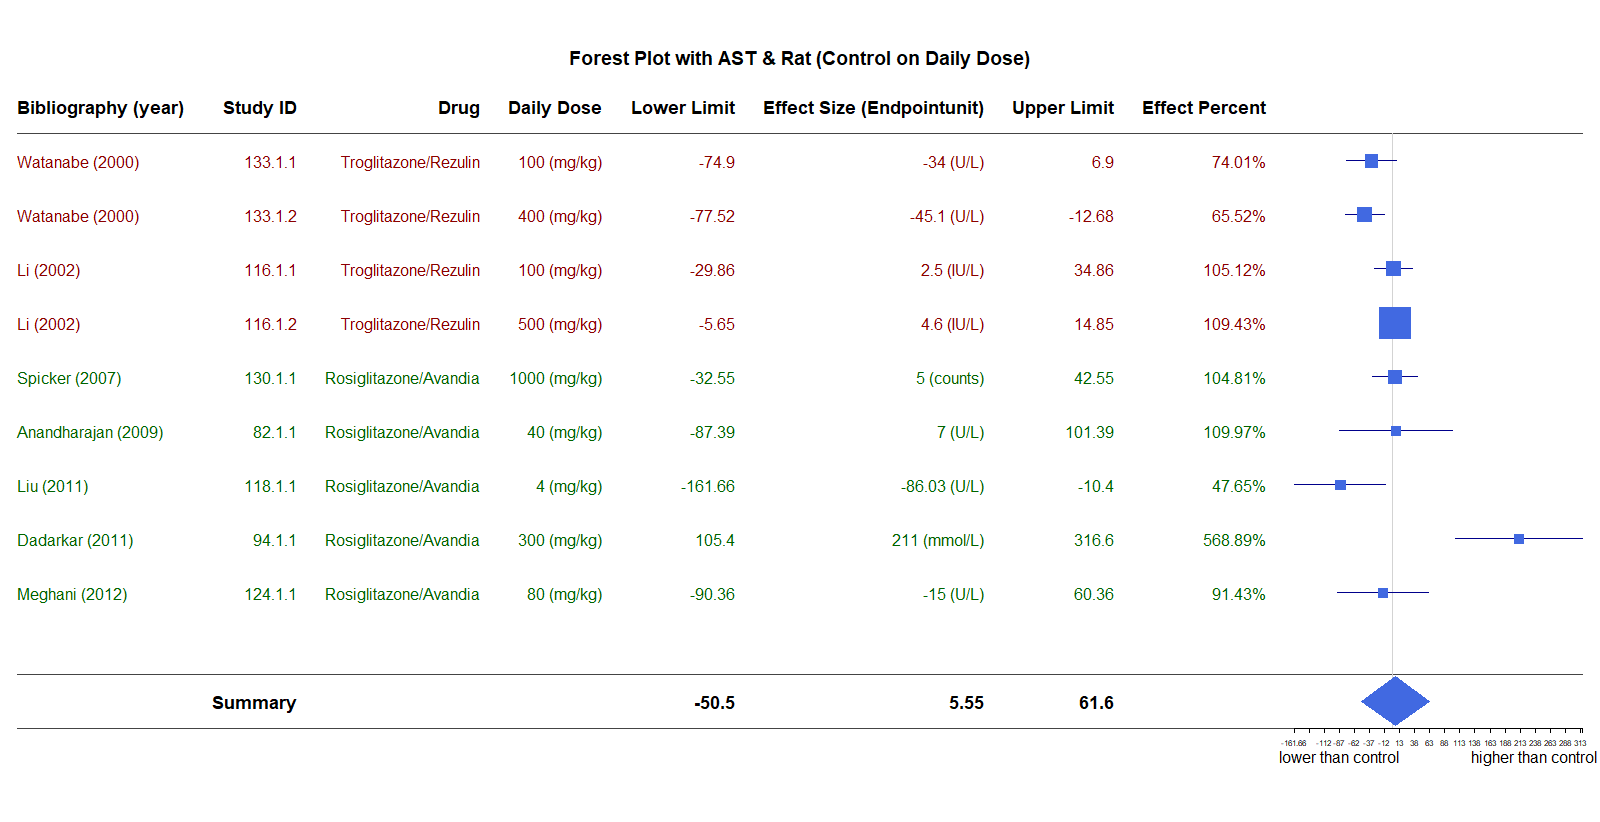 Forest Plot with AST & Rat (Control on Daily Dose)
Bibliography (year) Study ID Drug Daily Dose Lower Limit Effect Size (Endpointunit) Upper Limit Effect Percent
Watanabe (2000) 133.1.1 Troglitazone/Rezulin 100 (mg/kg) -74.9 -34 (U/L) 6.9 74.01%
Watanabe (2000) 133.1.2 Troglitazone/Rezulin 400 (mg/kg) -77.52 -45.1 (U/L) -12.68 65.52%
Li (2002) 116.1.1 Troglitazone/Rezulin 100 (mg/kg) -29.86 2.5 (IU/L) 34.86 105.12%
Li (2002) 116.1.2 Troglitazone/Rezulin 500 (mg/kg) -5.65 4.6 (IU/L) 14.85 109.43%
Spicker (2007) 130.1.1 Rosiglitazone/Avandia 1000 (mg/kg) -32.55 5 (counts) 42.55 104.81%
Anandharajan (2009) 82.1.1 Rosiglitazone/Avandia 40 (mg/kg) -87.39 7 (U/L) 101.39 109.97%
Liu (2011) 118.1.1 Rosiglitazone/Avandia 4 (mg/kg) -161.66 -86.03 (U/L) -10.4 47.65%
Dadarkar (2011) 94.1.1 Rosiglitazone/Avandia 300 (mg/kg) 105.4 211 (mmol/L) 316.6 568.89%
Meghani (2012) 124.1.1 Rosiglitazone/Avandia 80 (mg/kg) -90.36 -15 (U/L) 60.36 91.43%
Summary -50.5 5.55 61.6
-161.66 -112 -87 -62 -37 -12 13 38 63 88 113 138 163 188 213 238 263 288 313
lower than control higher than control